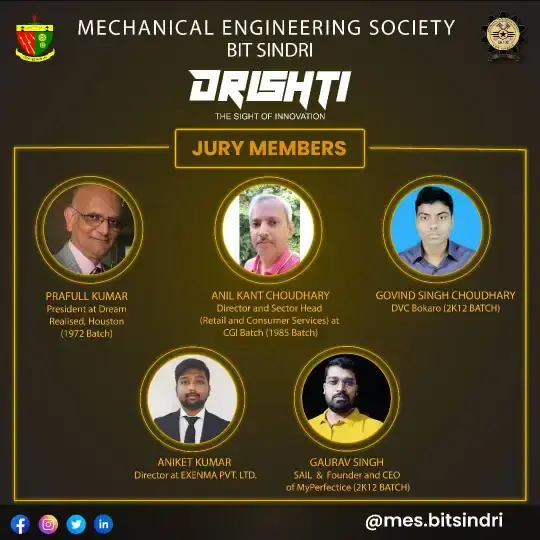 MECHANICAL ENGINEERING SOCIETY
BIT SINDRI
DRISHTI
THE SIGHT OF INNOVATION
JURY MEMBERS
PRAFULL KUMAR
President at Dream
Realised, Houston
(1972 Batch)
ANIL KANT CHOUDHARY
Director and Sector Head
(Retail and Consumer Services) at
CGI Batch (1985 Batch)
GOVIND SINGH CHOUDHARY
DVC Bokaro (2K12 BATCH)
ANIKET KUMAR
Director at EXENMA PVT. LTD.
GAURAV SINGH
SAIL & Founder and CEO
of MyPerfectice (2K12 BATCH)
@mes.bitsindri